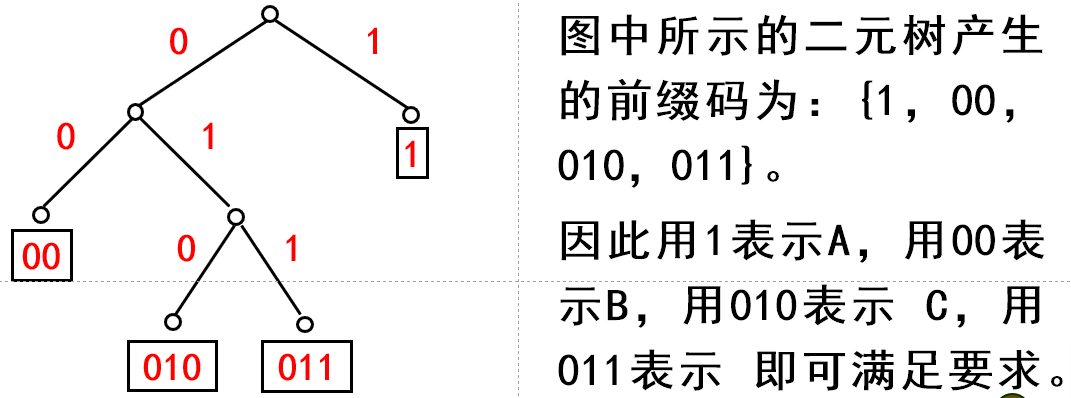 0
1
图中所示的二元树产生
的前缀码为：{1，00，
010，011}。
0
1
1
00
0
1
因此用1表示A，用00表
示B，用010表示 C，用
011表示 即可满足要求。
010
011